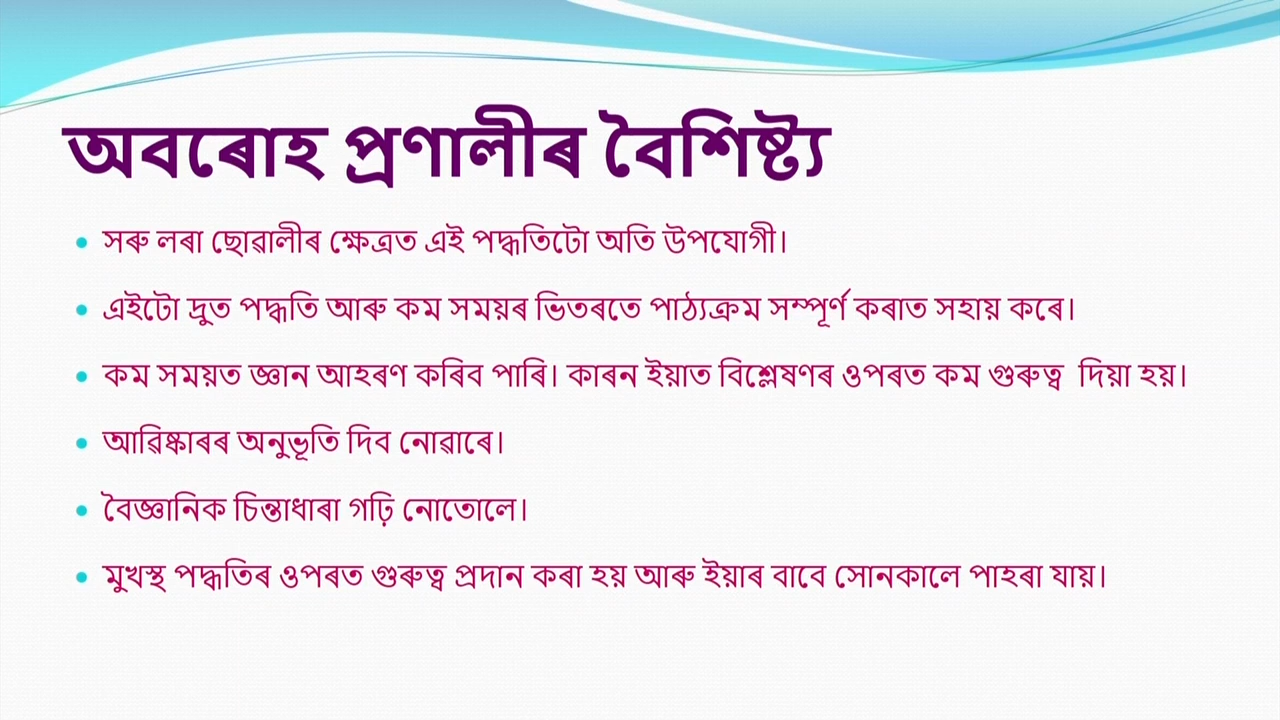 অবৰোহ প্ৰণালীৰ বৈশিষ্ট্য
সৰু লৰা ছোৱালীৰ ক্ষেত্ৰত এই পদ্ধতিটো অতি উপযোগী।
এইটো দ্ৰুত পদ্ধতি আৰু কম সময়ৰ ভিতৰতে পাঠ্যক্ৰম সম্পূৰ্ণ কৰাত সহায় কৰে।
কম সময়ত জ্ঞান আহৰণ কৰিব পাৰি। কাৰন ইয়াত বিশ্লেষণৰ ওপৰত কম গুৰুত্ব দিয়া হয়।
আৱিষ্কাৰৰ অনুভূতি দিব নোৱাৰে।
বৈজ্ঞানিক চিন্তাধাৰা গঢ়ি নোতোলে।
মুখস্থ পদ্ধতিৰ ওপৰত গুৰুত্ব প্ৰদান কৰা হয় আৰু ইয়াৰ বাবে সোনকালে পাহৰা যায়।